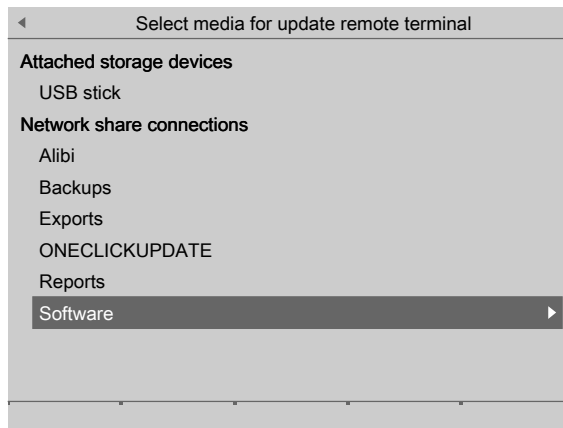 Select media for update remote terminal
Attached storage devices
USB stick
Network share connections
Alibi
Backups
Exports
ONECLICKUPDATE
Reports
Software